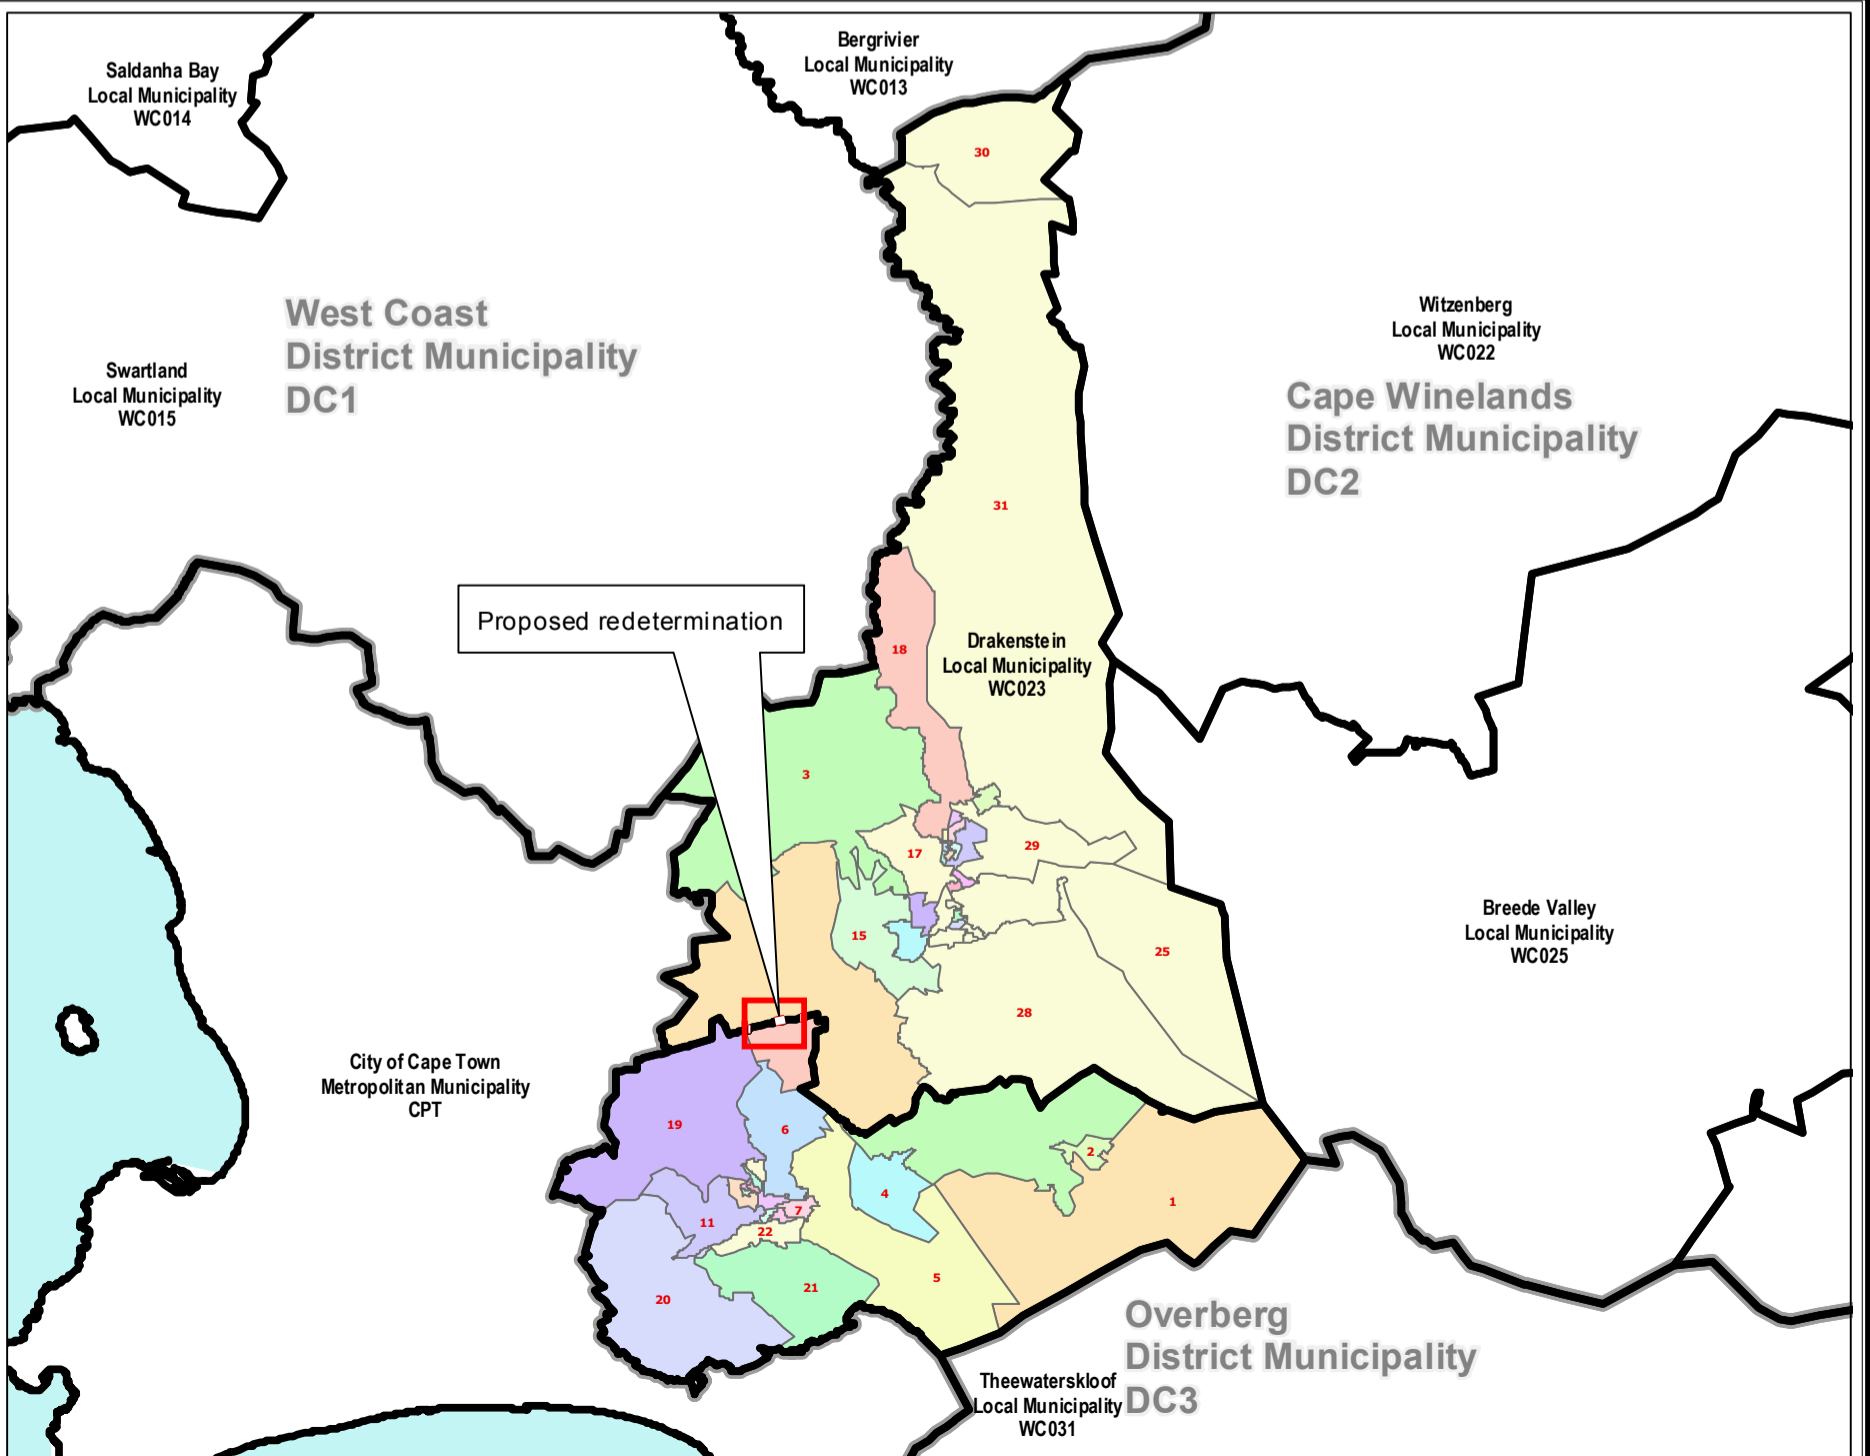 Saldanha Bay
Local Municipality
WC014
Bergrivier
Local Municipality
WC013
30
West Coast
District Municipality
DC1
Swartland
Local Municipality
WC015
Witzenberg
Local Municipality
WC022
Cape Winelands
District Municipality
DC2
31
Proposed redetermination
18
Drakenstein
Local Municipality
WC023
3
17
29
15
25
28
Breede Valley
Local Municipality
WC025
City of Cape Town
Metropolitan Municipality
CPT
19
6
2
4
1
7
11
22
5
21
20
Overberg
District Municipality
DC3
Theewaterskloof
Local Municipality
WC031